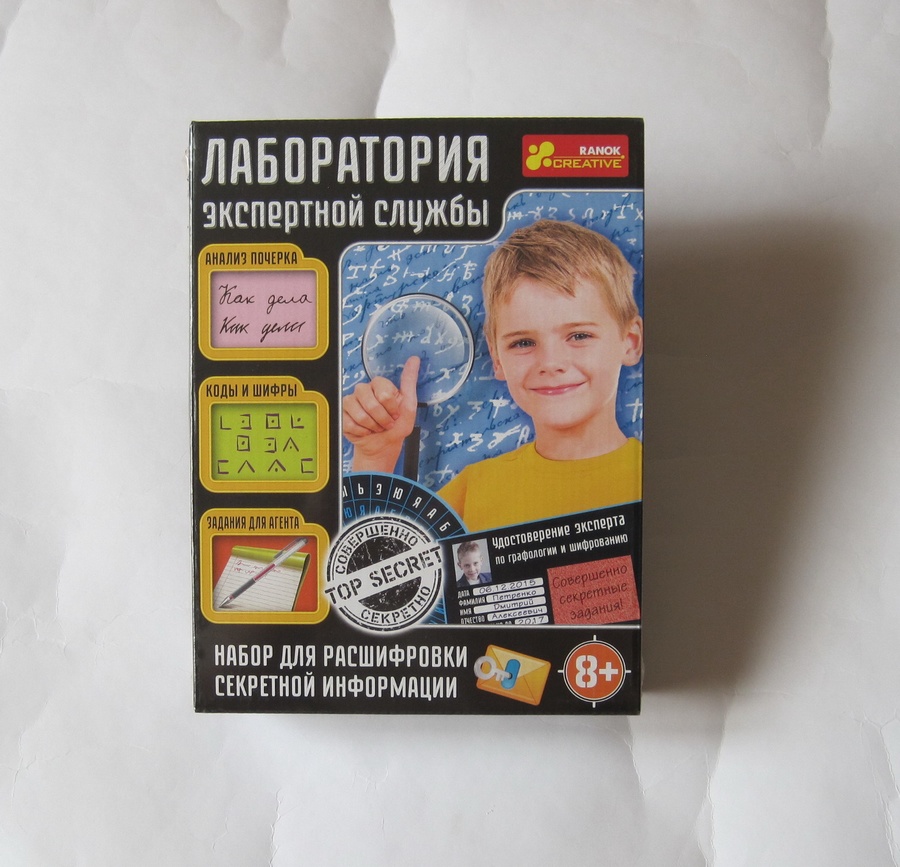 ЛАБОРАТОРИЯ
ЭКСПЕРТНОЙ СЛУЖБЫ
RANOK
CREATIVE
АНАЛИЗ ПОЧЕРКА
Как дела
Как дела
КОДЫ И ШИФРЫ
ЗАДАНИЯ ДЛЯ АГЕНТА
Ь Э Ю Я А Б
СОВЕРШЕННО
TOP SECRET
СЕКРЕТНО
Удостоверение эксперта
по графологии и шифрованию
ДАТА 06.12.2015
ФАМИЛИЯ Петренко
ИМЯ Дмитрий
ОТЧЕСТВО Алексеевич
2017
Совершенно
секретные
задания!
НАБОР ДЛЯ РАСШИФРОВКИ
СЕКРЕТНОЙ ИНФОРМАЦИИ
8+